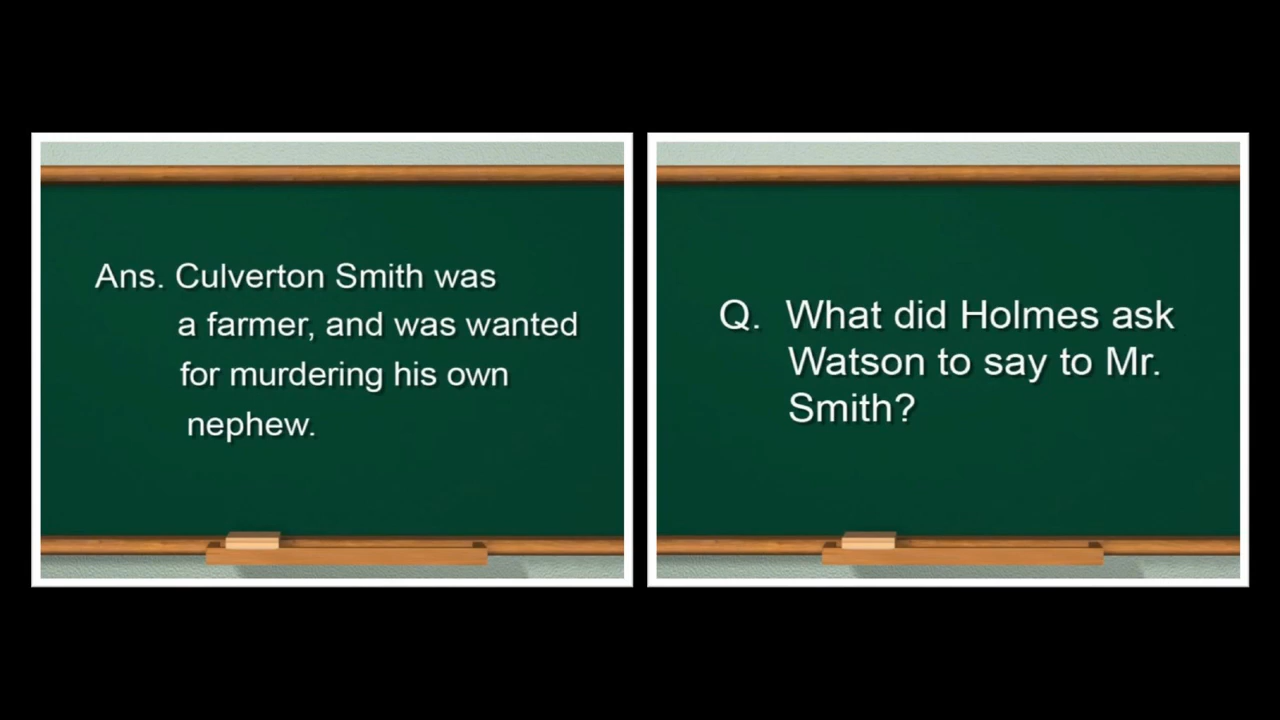 Ans. Culverton Smith was
a farmer, and was wanted
for murdering his own
nephew.
Q. What did Holmes ask
Watson to say to Mr.
Smith?